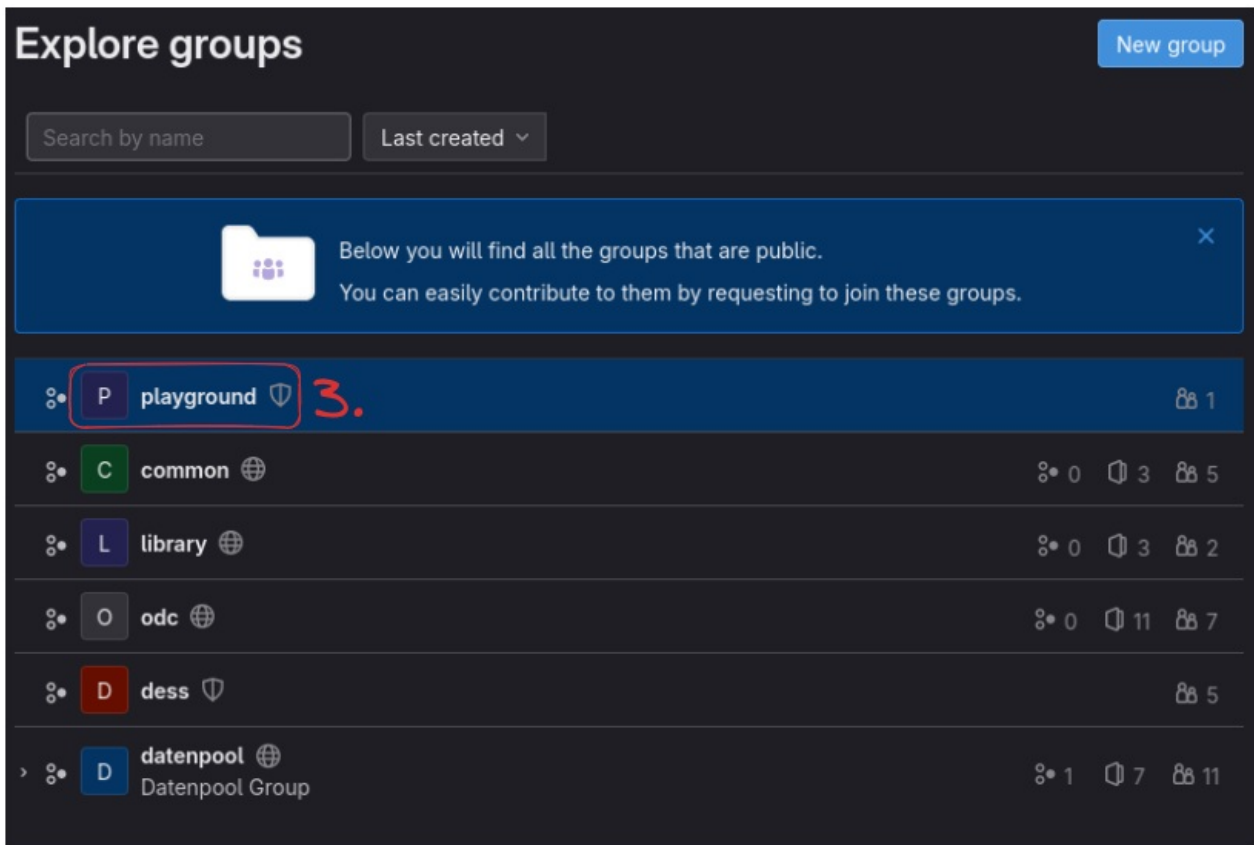 Explore groups
New group
Search by name
Last created
Below you will find all the groups that are public.
You can easily contribute to them by requesting to join these groups.
P playground 3. 1
C common 0 3 5
L library 0 3 2
O odc 0 11 7
D dess 5
D datenpool 1 7 11
Datenpool Group